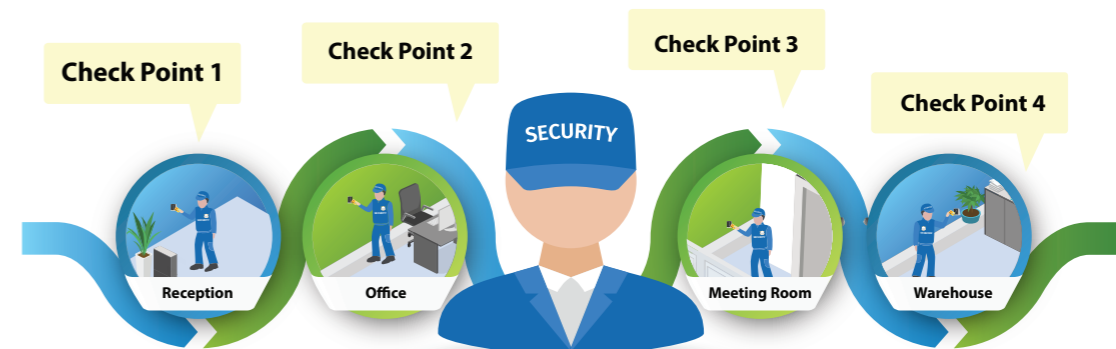 Check Point 1
Check Point 2
Check Point 3
Check Point 4
SECURITY
Reception
Office
Meeting Room
Warehouse